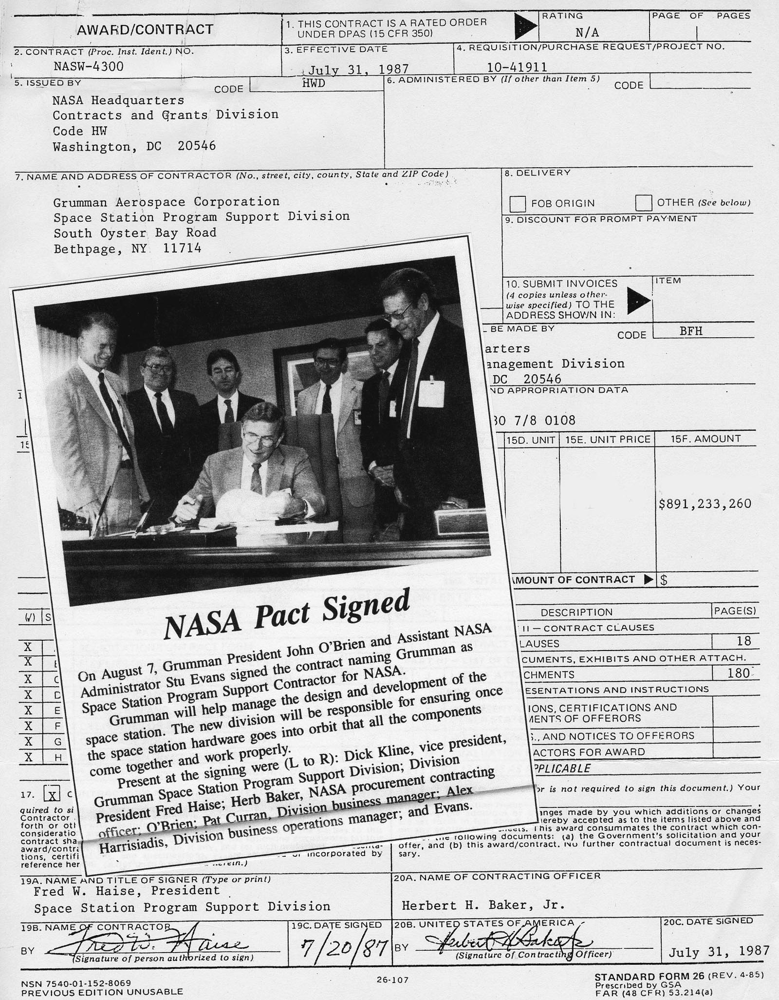 AWARD/CONTRACT
1. THIS CONTRACT IS A RATED ORDER
UNDER DPAS (15 CFR 350)
RATING
N/A
PAGE OF PAGES
2. CONTRACT (Proc. Inst. Ident.) NO.
NASW-4300
3. EFFECTIVE DATE
July 31, 1987
4. REQUISITION/PURCHASE REQUEST/PROJECT NO.
10-41911
5. ISSUED BY
CODE
HWD
6. ADMINISTERED BY (If other than Item 5)
CODE
NASA Headquarters
Contracts and Grants Division
Code HW
Washington, DC 20546
7. NAME AND ADDRESS OF CONTRACTOR (No., street, city, county, State and ZIP Code)
Grumman Aerospace Corporation
Space Station Program Support Division
South Oyster Bay Road
Bethpage, NY 11714
8. DELIVERY
FOB ORIGIN
OTHER (See below)
9. DISCOUNT FOR PROMPT PAYMENT
10. SUBMIT INVOICES
(4 copies unless other-
wise specified) TO THE
ADDRESS SHOWN IN:
ITEM
BE MADE BY
CODE
BFH
arters
anagement Division
DC 20546
ND APPROPRIATION DATA
30 7/8 0108
15D. UNIT
15E. UNIT PRICE
15F. AMOUNT
$891,233,260
AMOUNT OF CONTRACT
$
NASA Pact Signed
On August 7, Grumman President John O'Brien and Assistant NASA
Administrator Stu Evans signed the contract naming Grumman as
Space Station Program Support Contractor for NASA.
Grumman will help manage the design and development of the
space station. The new division will be responsible for ensuring once
the space station hardware goes into orbit that all the components
come together and work properly.
Present at the signing were (L to R): Dick Kline, vice president,
Grumman Space Station Program Support Division; Division
President Fred Haise; Herb Baker, NASA procurement contracting
officer; O'Brien; Pat Curran, Division business manager; Alex
Harrisiadis, Division business operations manager; and Evans.
(√) S
X
X
X C
X D
X E
X F
X G
X H
DESCRIPTION
PAGE(S)
II — CONTRACT CLAUSES
LAUSES
18
CUMENTS, EXHIBITS AND OTHER ATTACH.
CHMENTS
180
ESENTATIONS AND INSTRUCTIONS
IONS, CERTIFICATIONS AND
MENTS OF OFFERORS
S., AND NOTICES TO OFFERORS
ACTORS FOR AWARD
PPLICABLE
17. X C
quired to si
Contractor
forth or otl
consideratio
contract sha
award/contra
tions, certifi
reference her
incorporated by
or is not required to sign this document.) Your
anges made by you which additions or changes
hereby accepted as to the items listed above and
sheets. This award consummates the contract which con-
the following documents: (a) the Government's solicitation and your
offer, and (b) this award/contract. No further contractual document is neces-
sary.
19A. NAME AND TITLE OF SIGNER (Type or print)
Fred W. Haise, President
Space Station Program Support Division
20A. NAME OF CONTRACTING OFFICER
Herbert H. Baker, Jr.
19B. NAME OF CONTRACTOR
BY Fred W. Haise
(Signature of person authorized to sign)
19C. DATE SIGNED
7/20/87
20B. UNITED STATES OF AMERICA
BY Herbert H Baker Jr
(Signature of Contracting Officer)
20C. DATE SIGNED
July 31, 1987
NSN 7540-01-152-8069
PREVIOUS EDITION UNUSABLE
26-107
STANDARD FORM 26 (REV. 4-85)
Prescribed by GSA
FAR (48 CFR) 53.214(a)